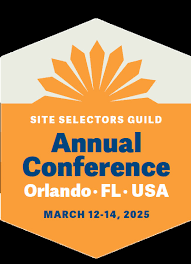 SITE SELECTORS GUILD
Annual
Conference
Orlando · FL · USA
MARCH 12-14, 2025